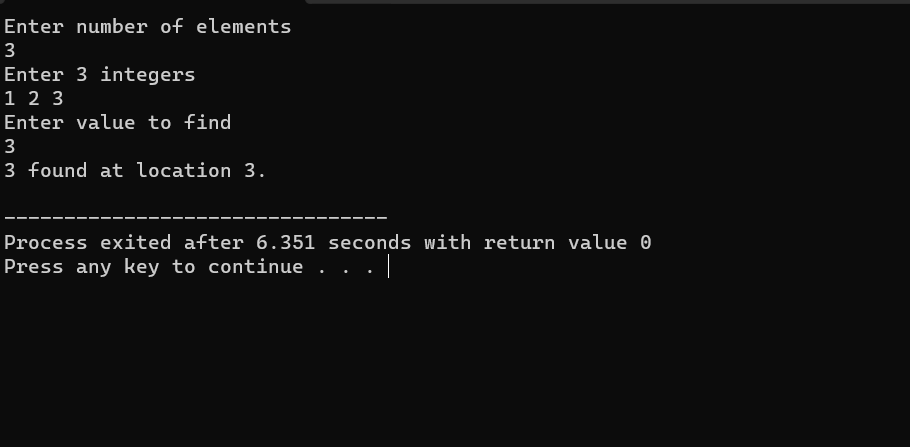 Enter number of elements
3
Enter 3 integers
1 2 3
Enter value to find
3
3 found at location 3.
--------------------------------
Process exited after 6.351 seconds with return value 0
Press any key to continue . . .